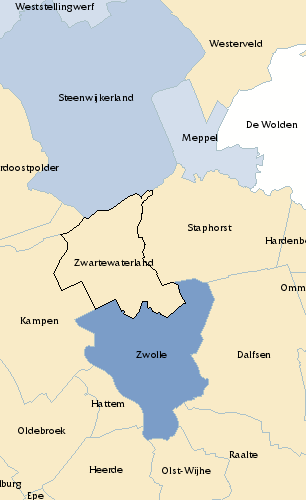 Weststellingwerf
Westerveld
Steenwijkerland
De Wolden
Meppel
rdoostpolder
Staphorst
Hardenbe
Zwartewaterland
Omm
Kampen
Zwolle
Dalfsen
Hattem
Oldebroek
Raalte
Heerde
Olst-Wijhe
lburg
Epe